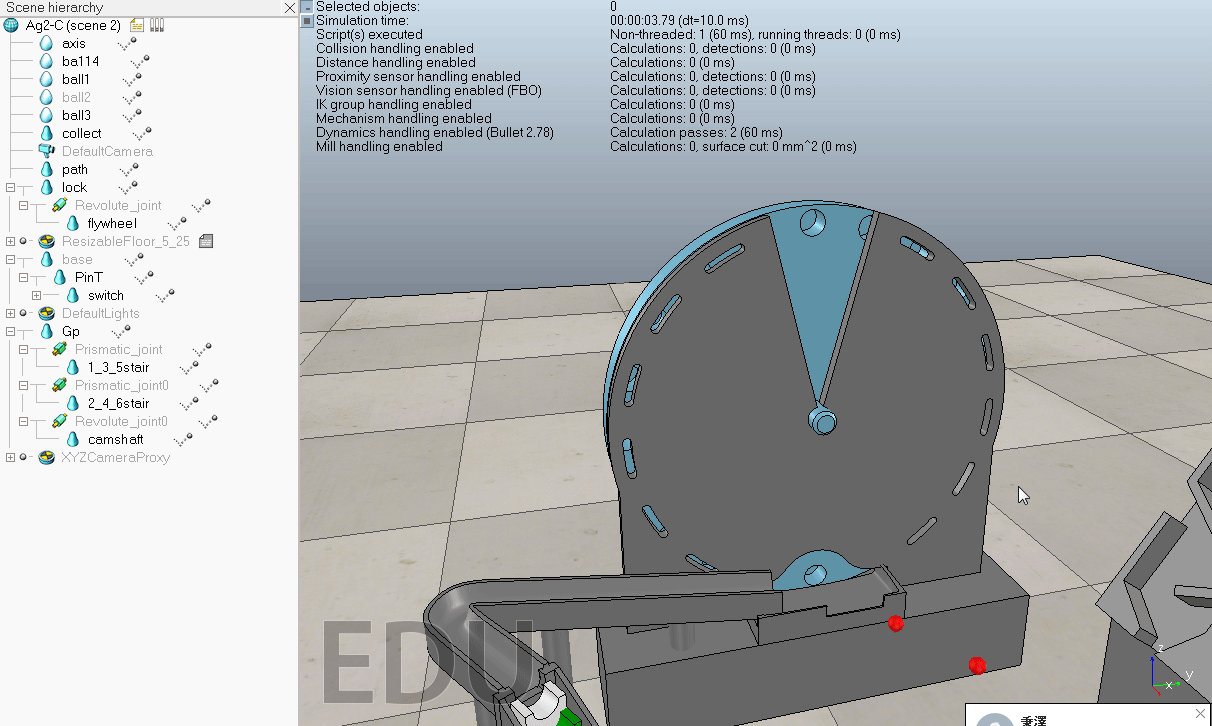 Scene hierarchy
Ag2-C (scene 2)
axis
ba114
ball1
ball2
ball3
collect
DefaultCamera
path
lock
Revolute_joint
flywheel
ResizableFloor_5_25
base
PinT
switch
DefaultLights
Gp
Prismatic_joint
1_3_5stair
Prismatic_joint0
2_4_6stair
Revolute_joint0
camshaft
XYZCameraProxy
Selected objects: 0
Simulation time: 00:00:03.79 (dt=10.0 ms)
Script(s) executed Non-threaded: 1 (60 ms), running threads: 0 (0 ms)
Collision handling enabled Calculations: 0, detections: 0 (0 ms)
Distance handling enabled Calculations: 0 (0 ms)
Proximity sensor handling enabled Calculations: 0, detections: 0 (0 ms)
Vision sensor handling enabled (FBO) Calculations: 0, detections: 0 (0 ms)
IK group handling enabled Calculations: 0 (0 ms)
Mechanism handling enabled Calculations: 0 (0 ms)
Dynamics handling enabled (Bullet 2.78) Calculation passes: 2 (60 ms)
Mill handling enabled Calculations: 0, surface cut: 0 mm^2 (0 ms)
EDU
z
y
x
秉澤